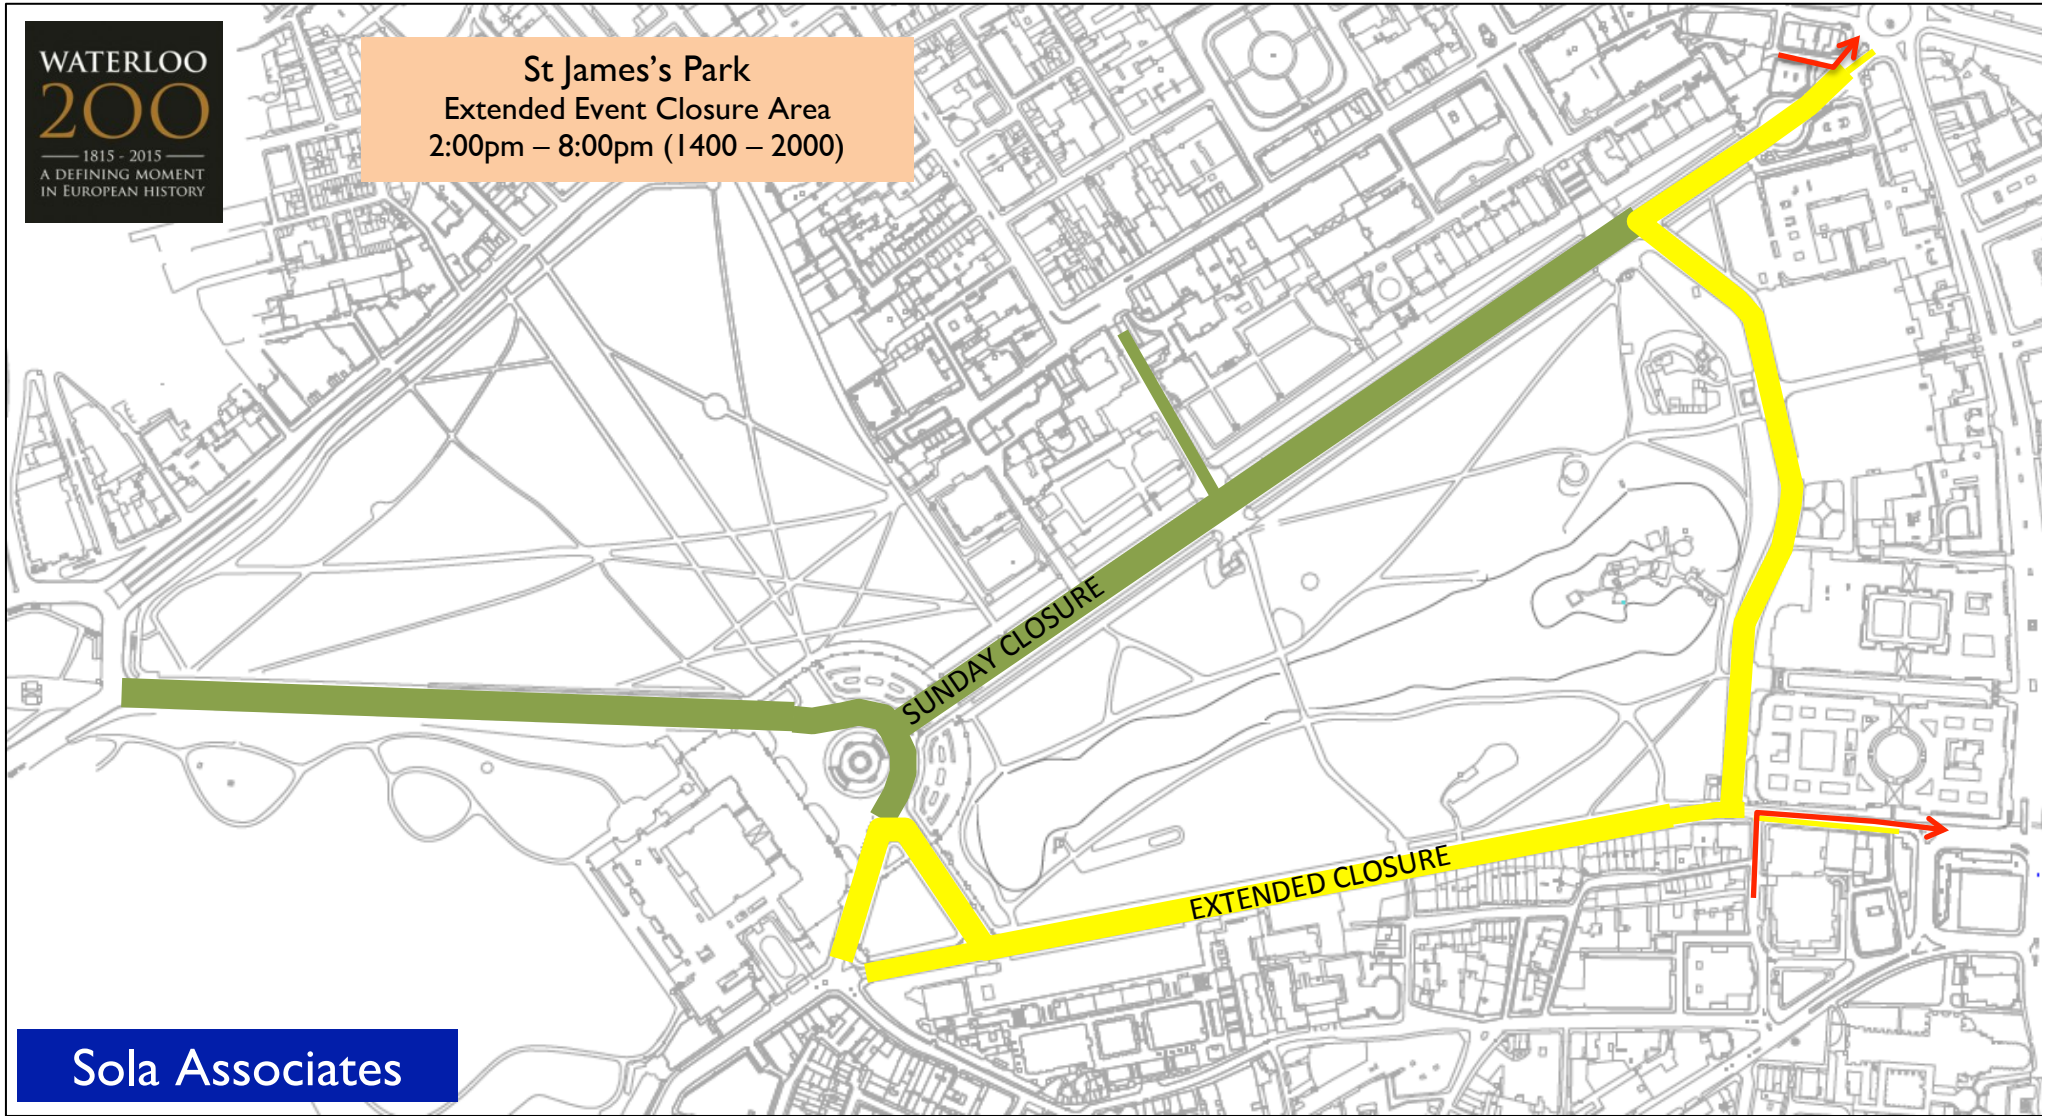 WATERLOO
200
1815 - 2015
A DEFINING MOMENT
IN EUROPEAN HISTORY
St James’s Park
Extended Event Closure Area
2:00pm – 8:00pm (1400 – 2000)
SUNDAY CLOSURE
EXTENDED CLOSURE
Sola Associates